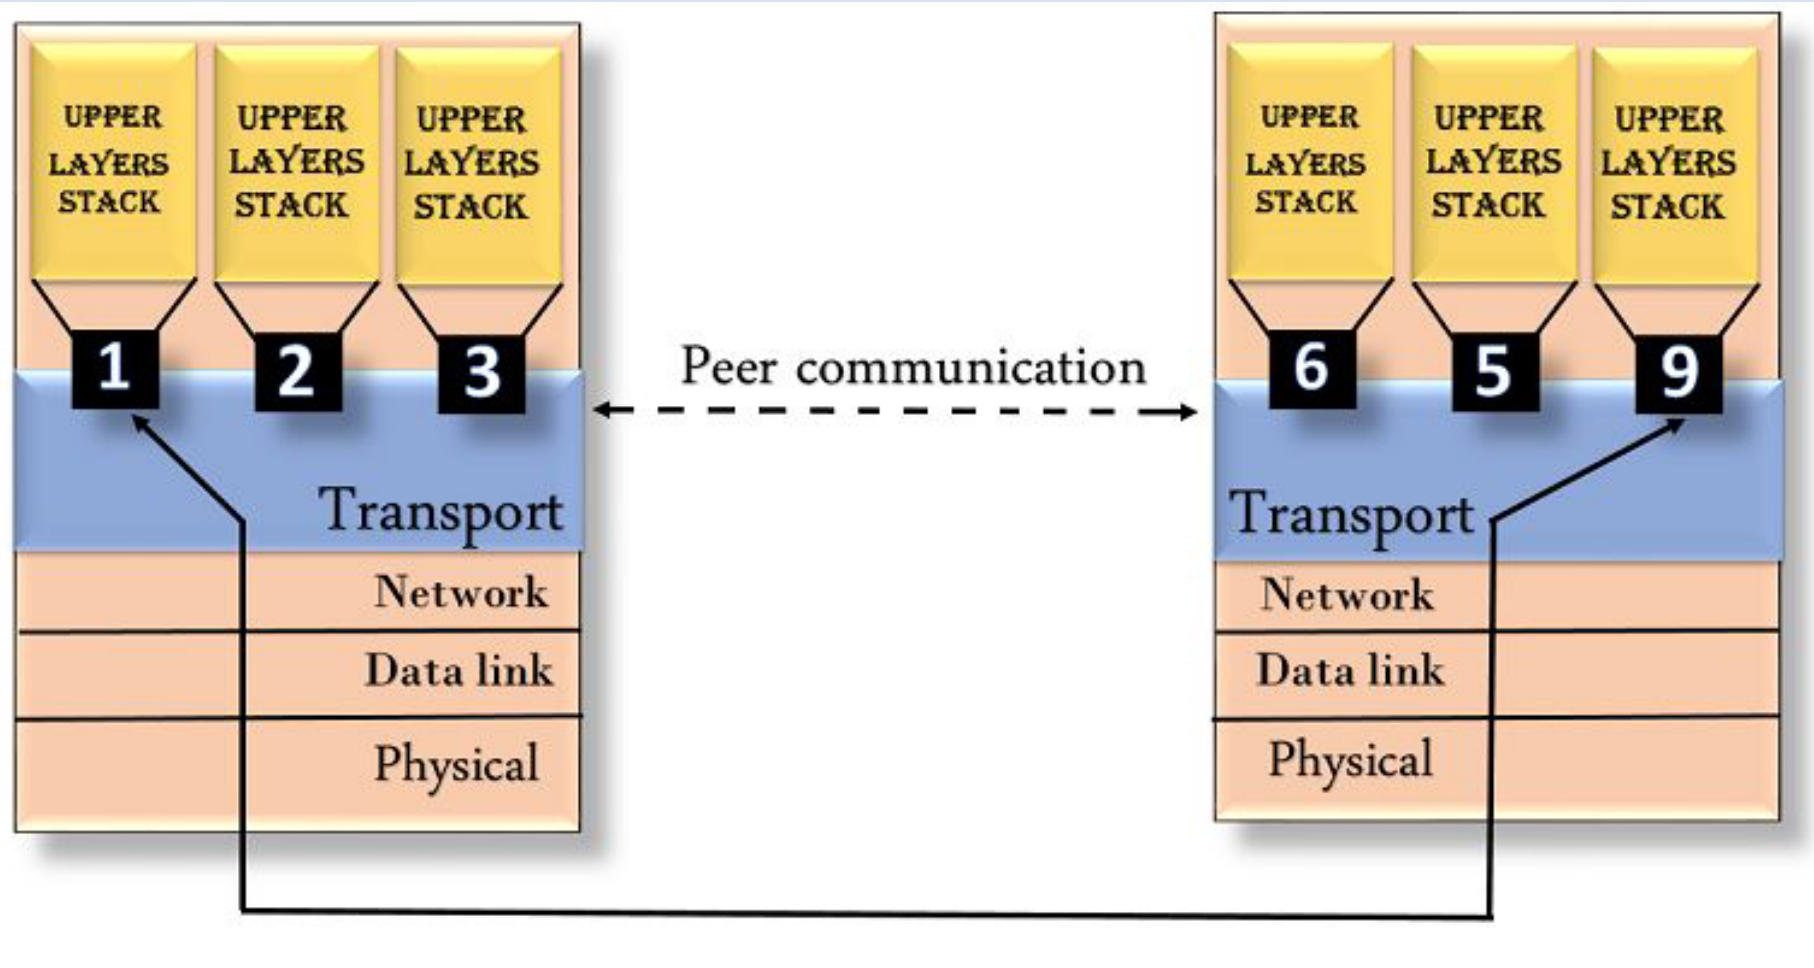 UPPER
LAYERS
STACK
UPPER
LAYERS
STACK
UPPER
LAYERS
STACK
1
2
3
Transport
Network
Data link
Physical
Peer communication
UPPER
LAYERS
STACK
UPPER
LAYERS
STACK
UPPER
LAYERS
STACK
6
5
9
Transport
Network
Data link
Physical